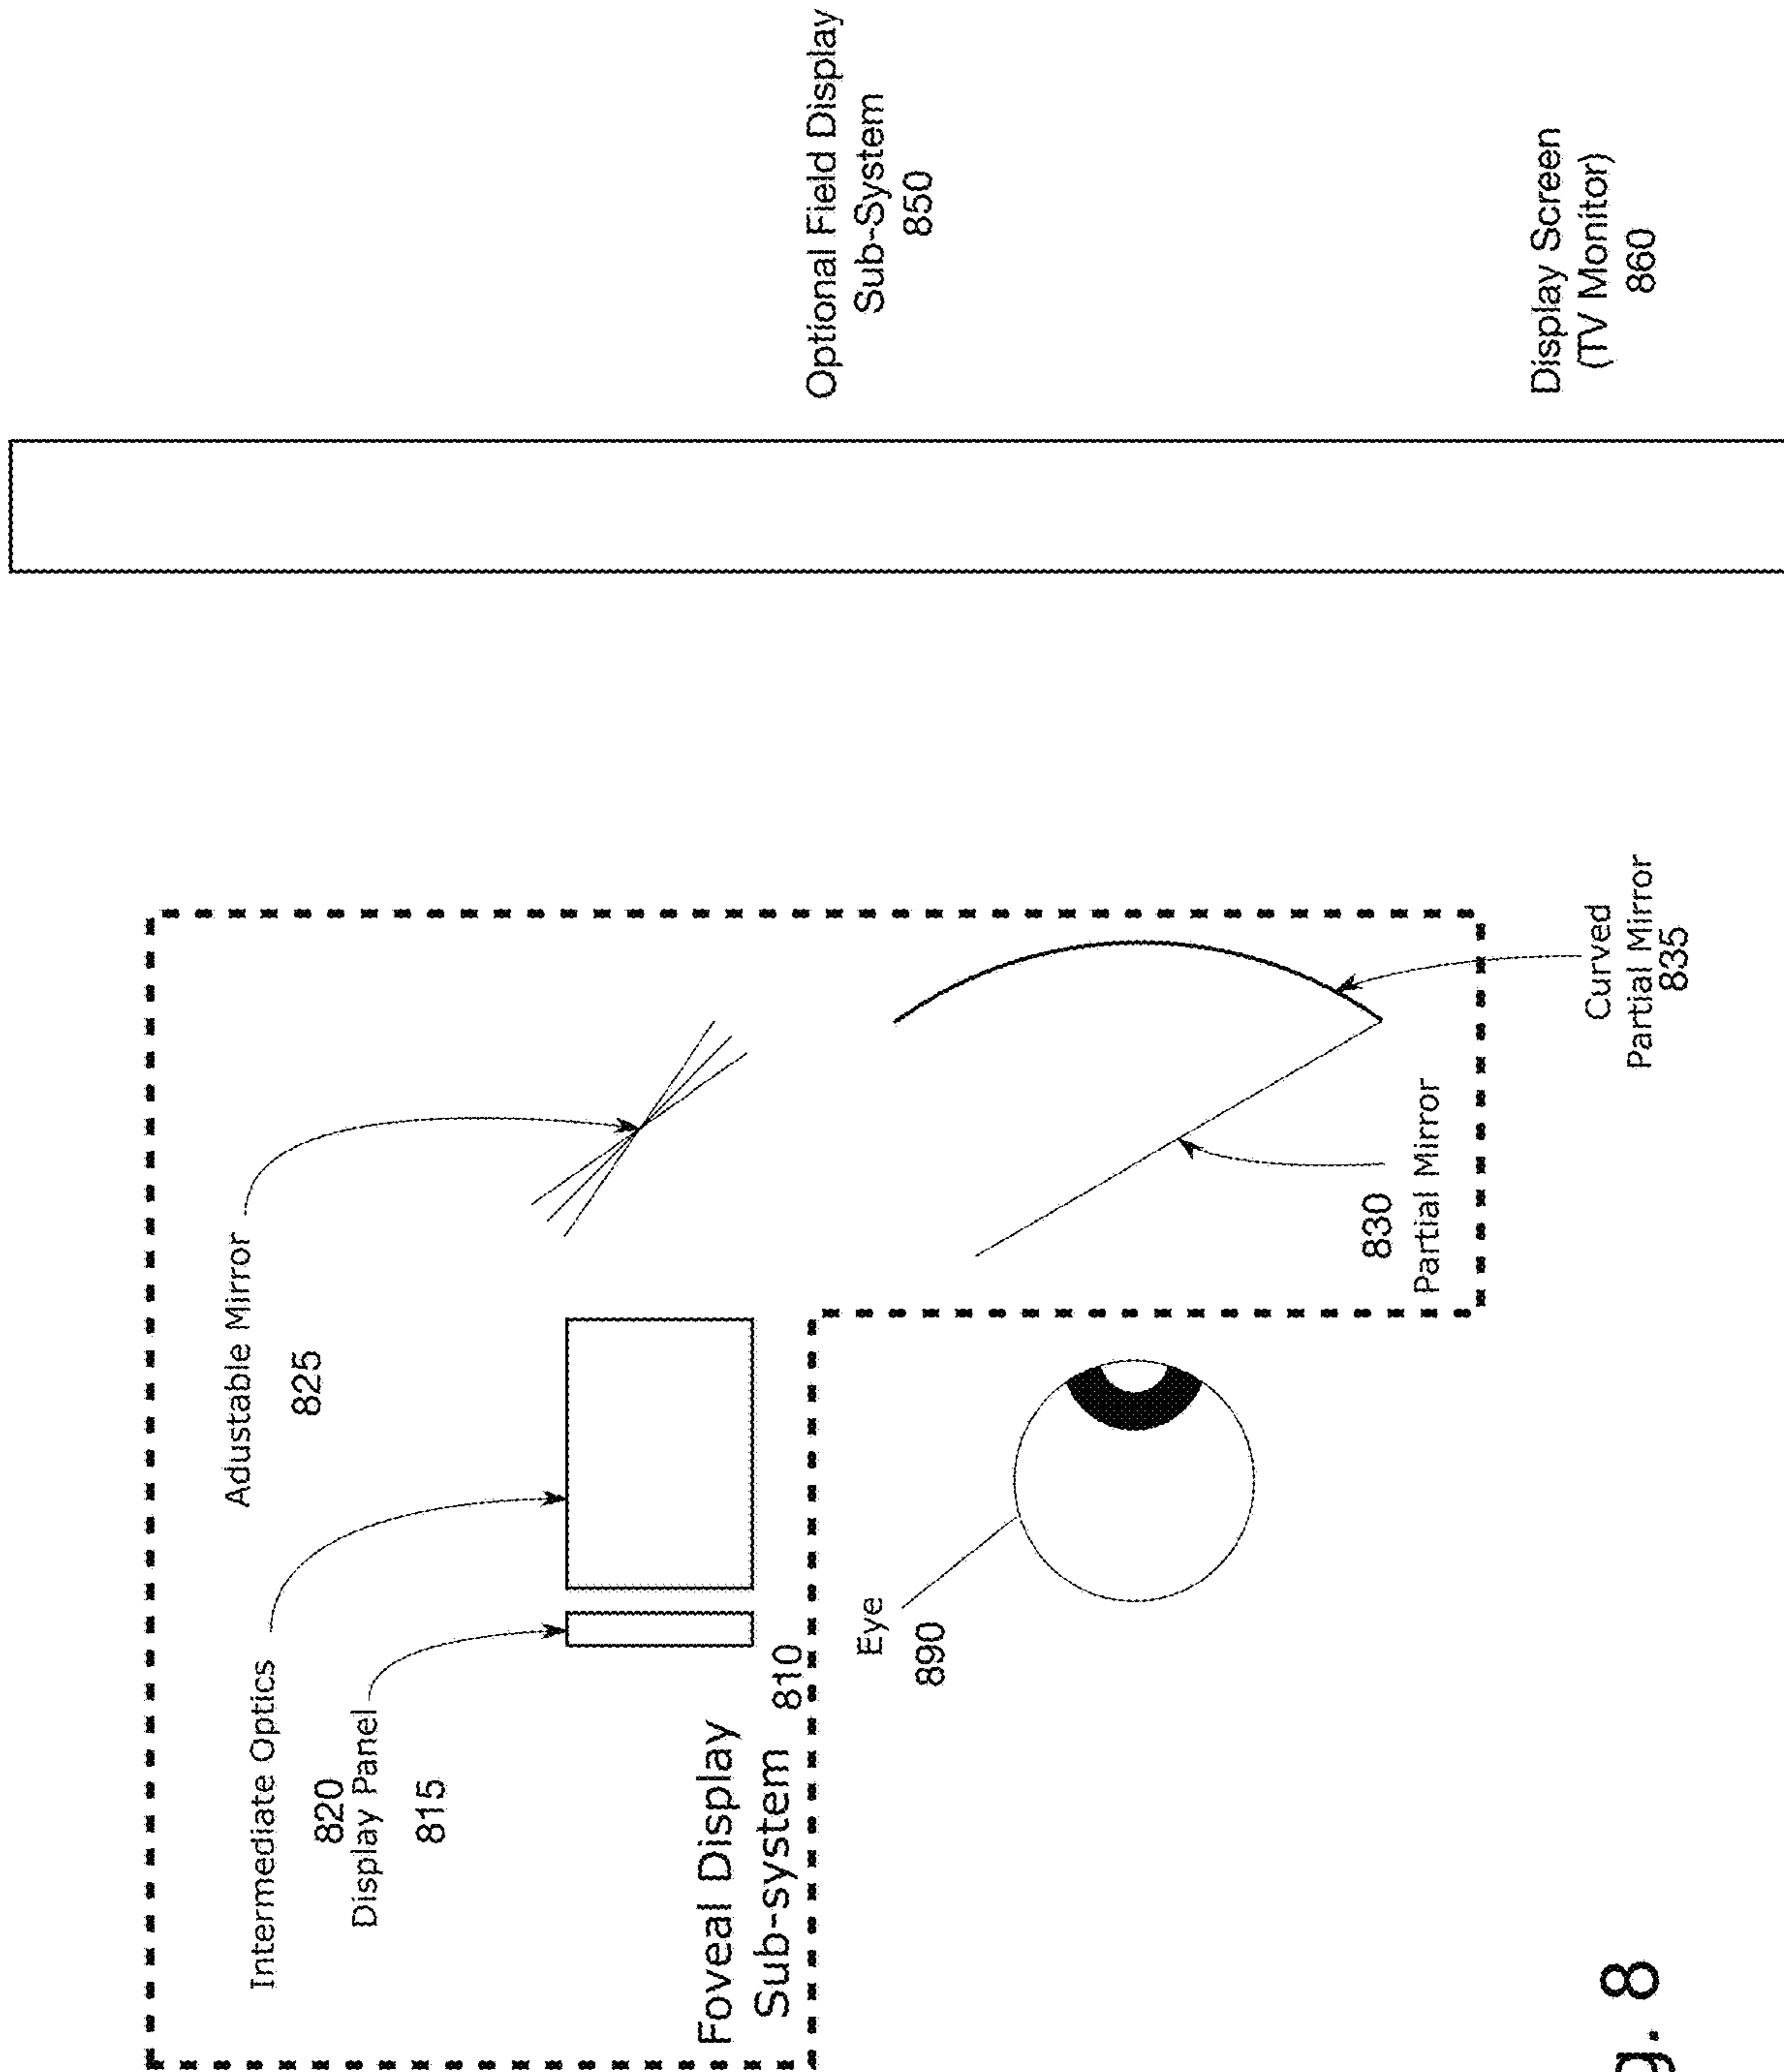 Adustable Mirror
825
Intermediate Optics
820
Display Panel
815
Foveal Display
Sub-system 810
Eye
890
830
Partial Mirror
Curved
Partial Mirror
835
Optional Field Display
Sub-System
850
Display Screen
(TV Monitor)
860
g. 8